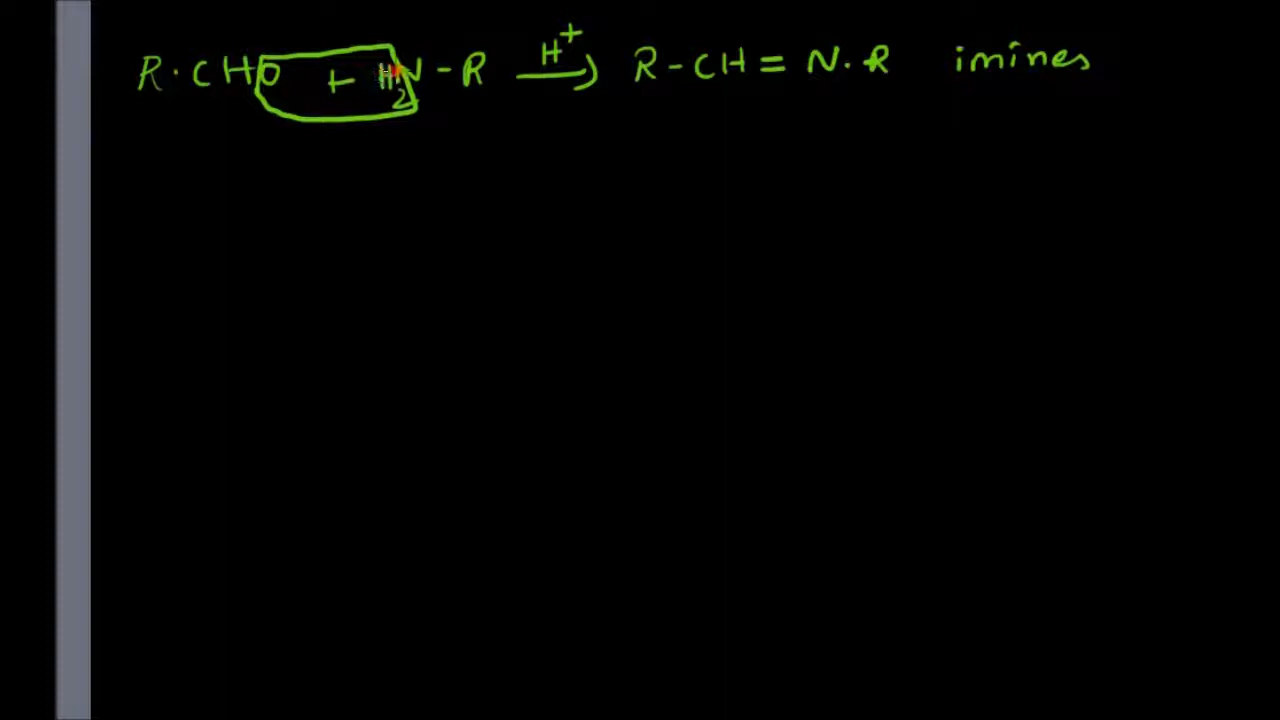 R·CHO + H₂N-R →^{H⁺} R-CH=N·R imines